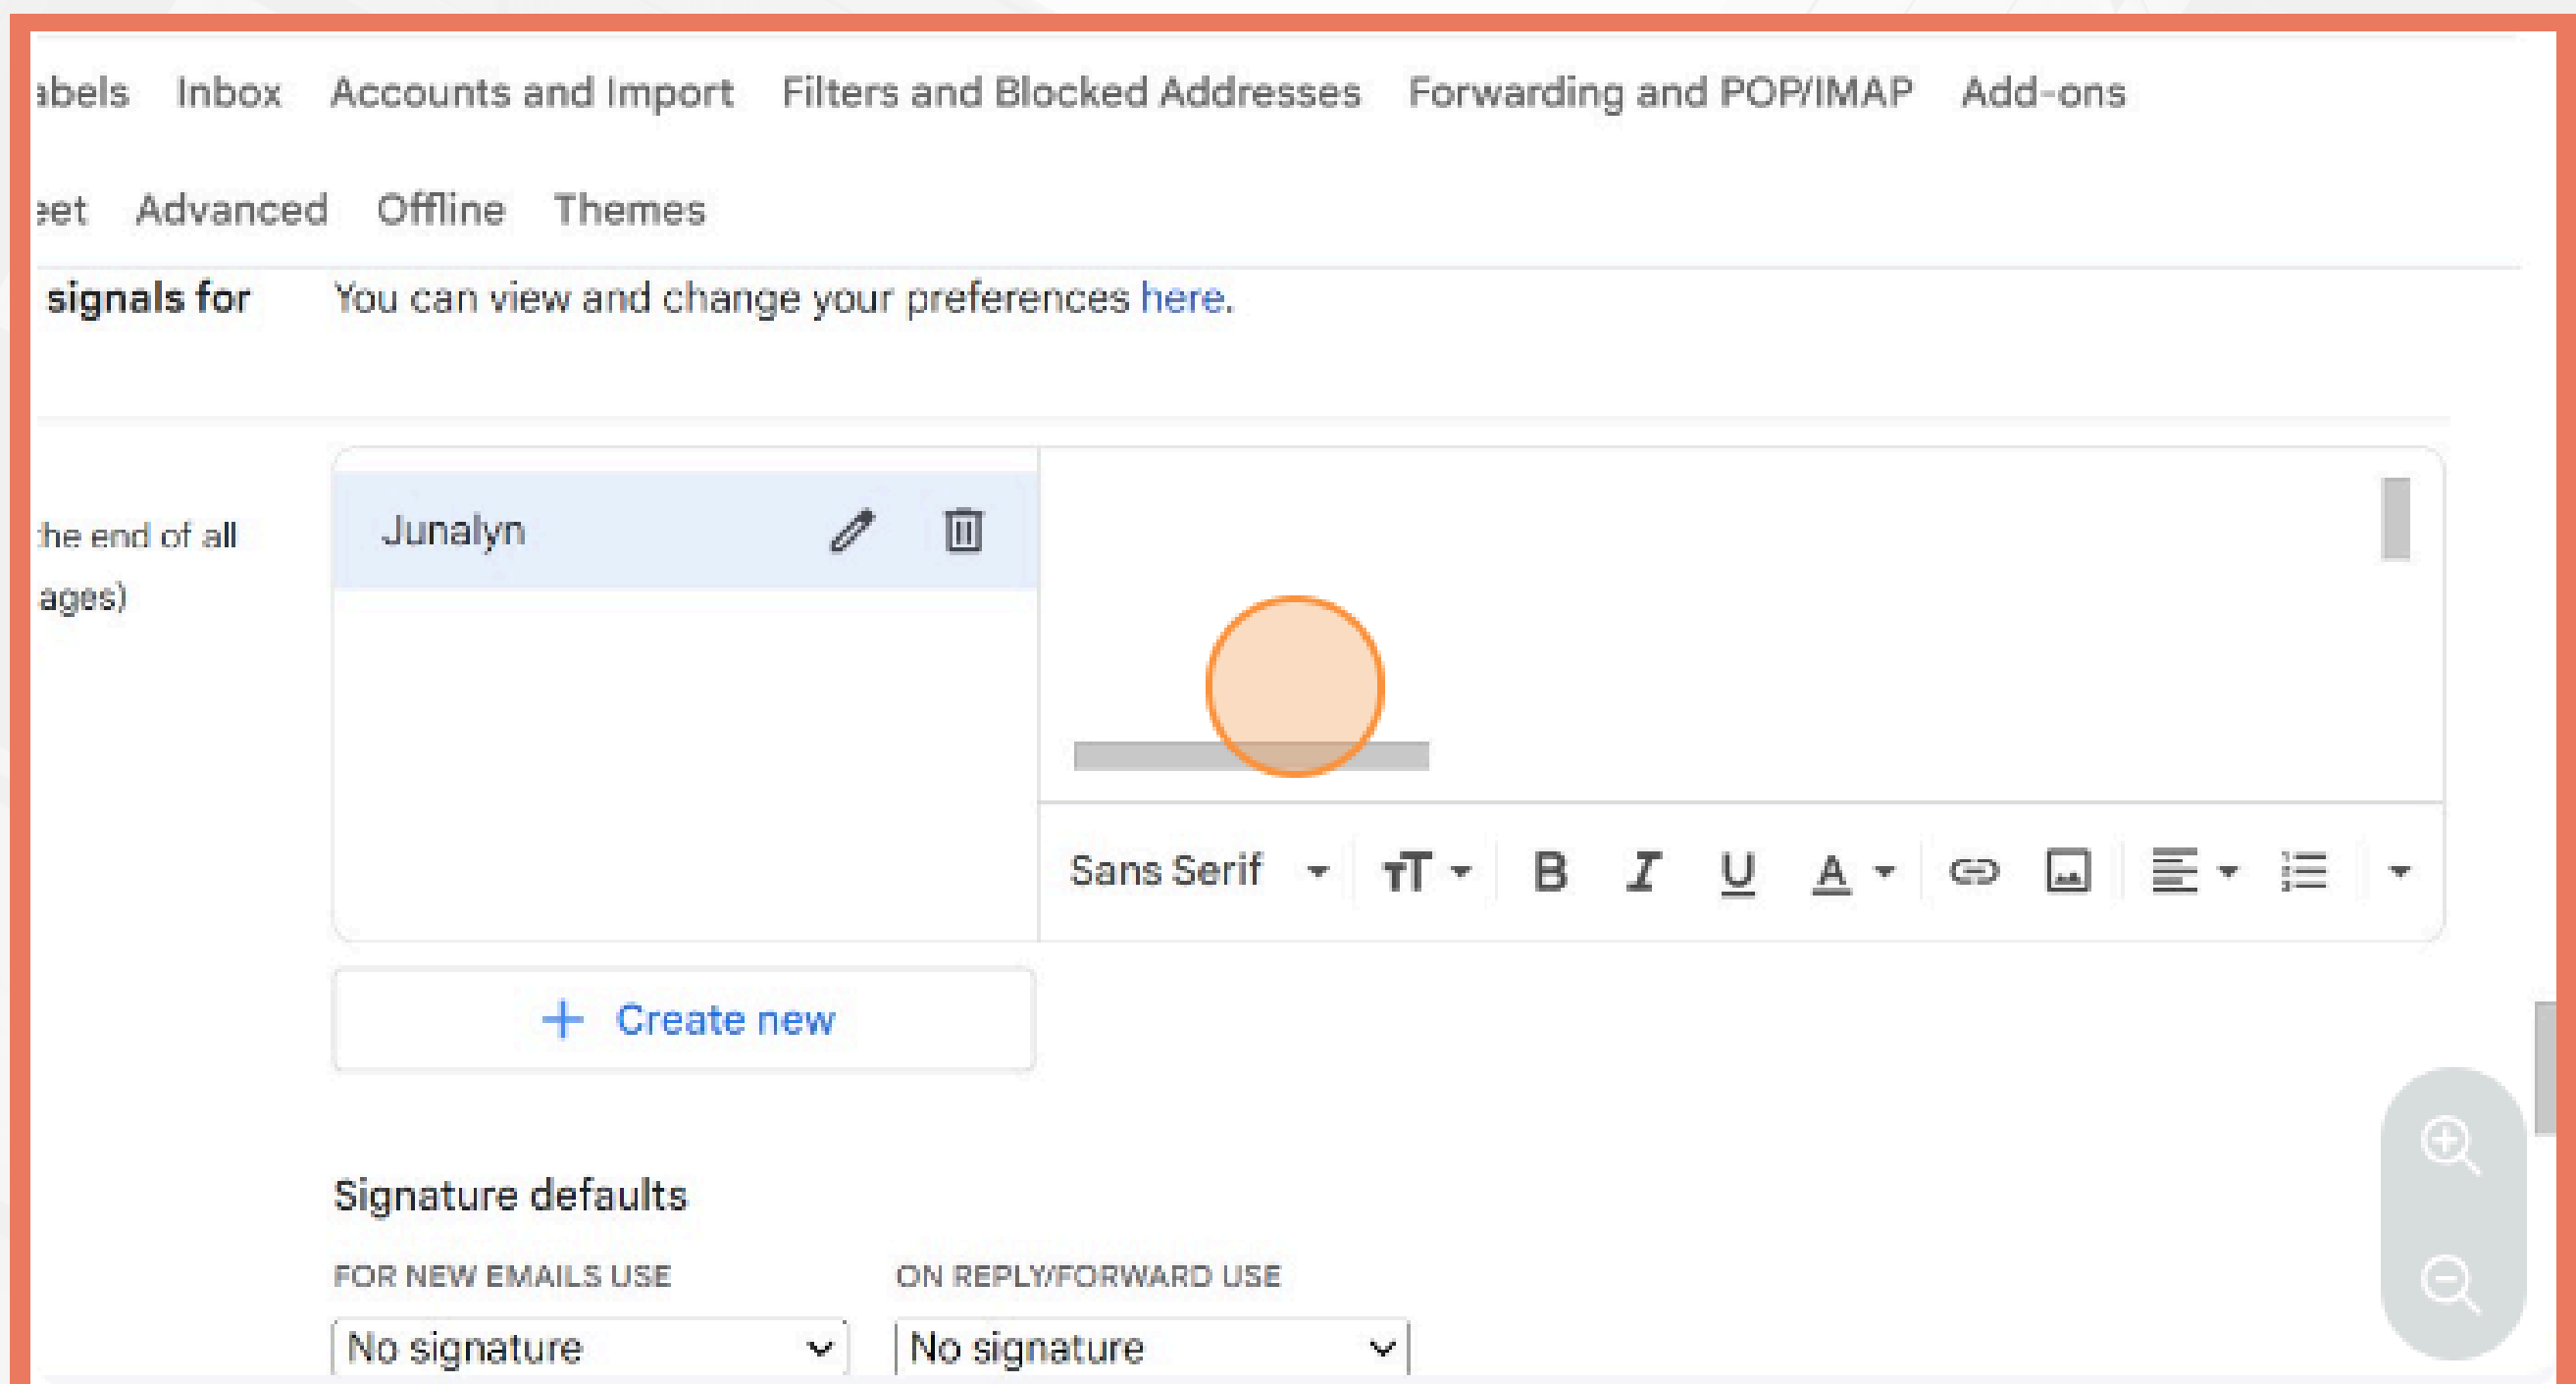 abels Inbox Accounts and Import Filters and Blocked Addresses Forwarding and POP/IMAP Add-ons
eet Advanced Offline Themes
signals for You can view and change your preferences here.
Junalyn
he end of all
ages)
Sans Serif
+ Create new
Signature defaults
FOR NEW EMAILS USE ON REPLY/FORWARD USE
No signature No signature